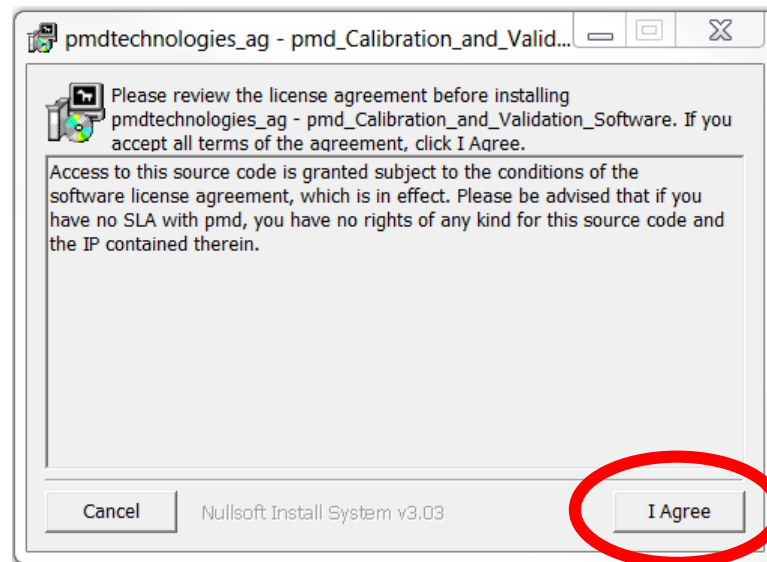 pmdtechnologies_ag - pmd_Calibration_and_Valid...
Please review the license agreement before installing
pmdtechnologies_ag - pmd_Calibration_and_Validation_Software. If you
accept all terms of the agreement, click I Agree.
Access to this source code is granted subject to the conditions of the
software license agreement, which is in effect. Please be advised that if you
have no SLA with pmd, you have no rights of any kind for this source code and
the IP contained therein.
Cancel
Nullsoft Install System v3.03
I Agree